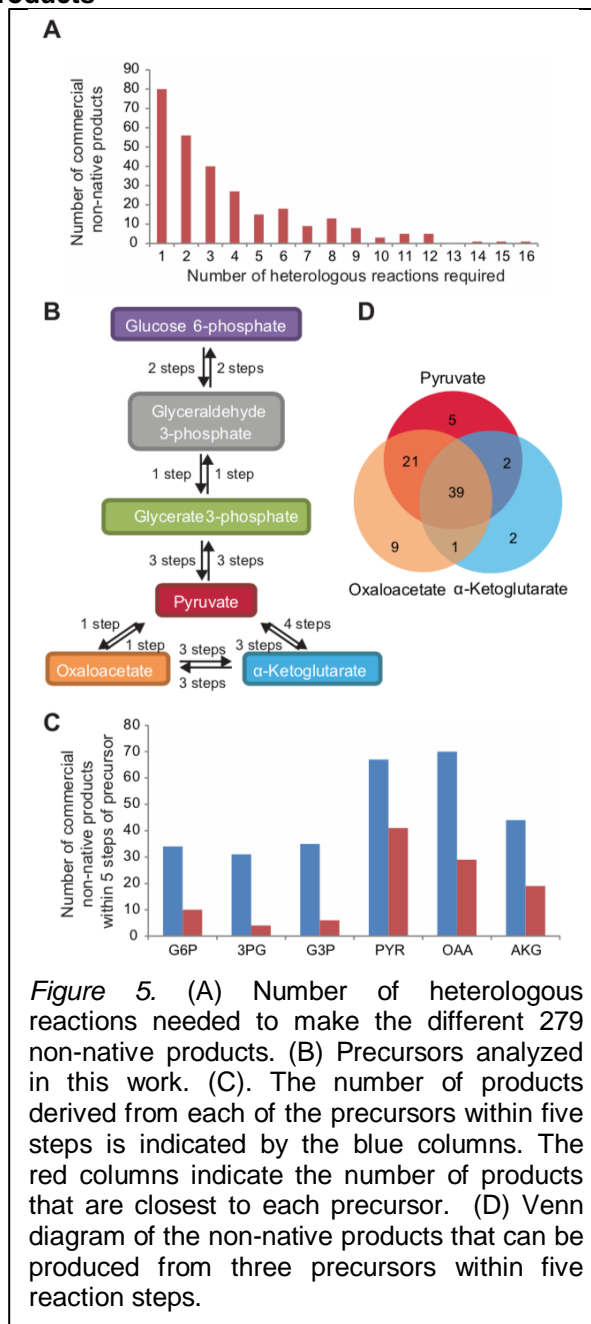 roducts
A
Number of commercial
non-native products
90
80
70
60
50
40
30
20
10
0
1 2 3 4 5 6 7 8 9 10 11 12 13 14 15 16
Number of heterologous reactions required
B
Glucose 6-phosphate
2 steps 2 steps
Glyceraldehyde
3-phosphate
1 step 1 step
Glycerate 3-phosphate
3 steps 3 steps
Pyruvate
1 step 4 steps
1 step 3 steps 3 steps
Oxaloacetate α-Ketoglutarate
3 steps
D
Pyruvate
5
21 2
39
9 1 2
Oxaloacetate α-Ketoglutarate
C
Number of commercial
non-native products
within 5 steps of precursor
80
70
60
50
40
30
20
10
0
G6P 3PG G3P PYR OAA AKG
Figure 5. (A) Number of heterologous
reactions needed to make the different 279
non-native products. (B) Precursors analyzed
in this work. (C). The number of products
derived from each of the precursors within five
steps is indicated by the blue columns. The
red columns indicate the number of products
that are closest to each precursor. (D) Venn
diagram of the non-native products that can be
produced from three precursors within five
reaction steps.